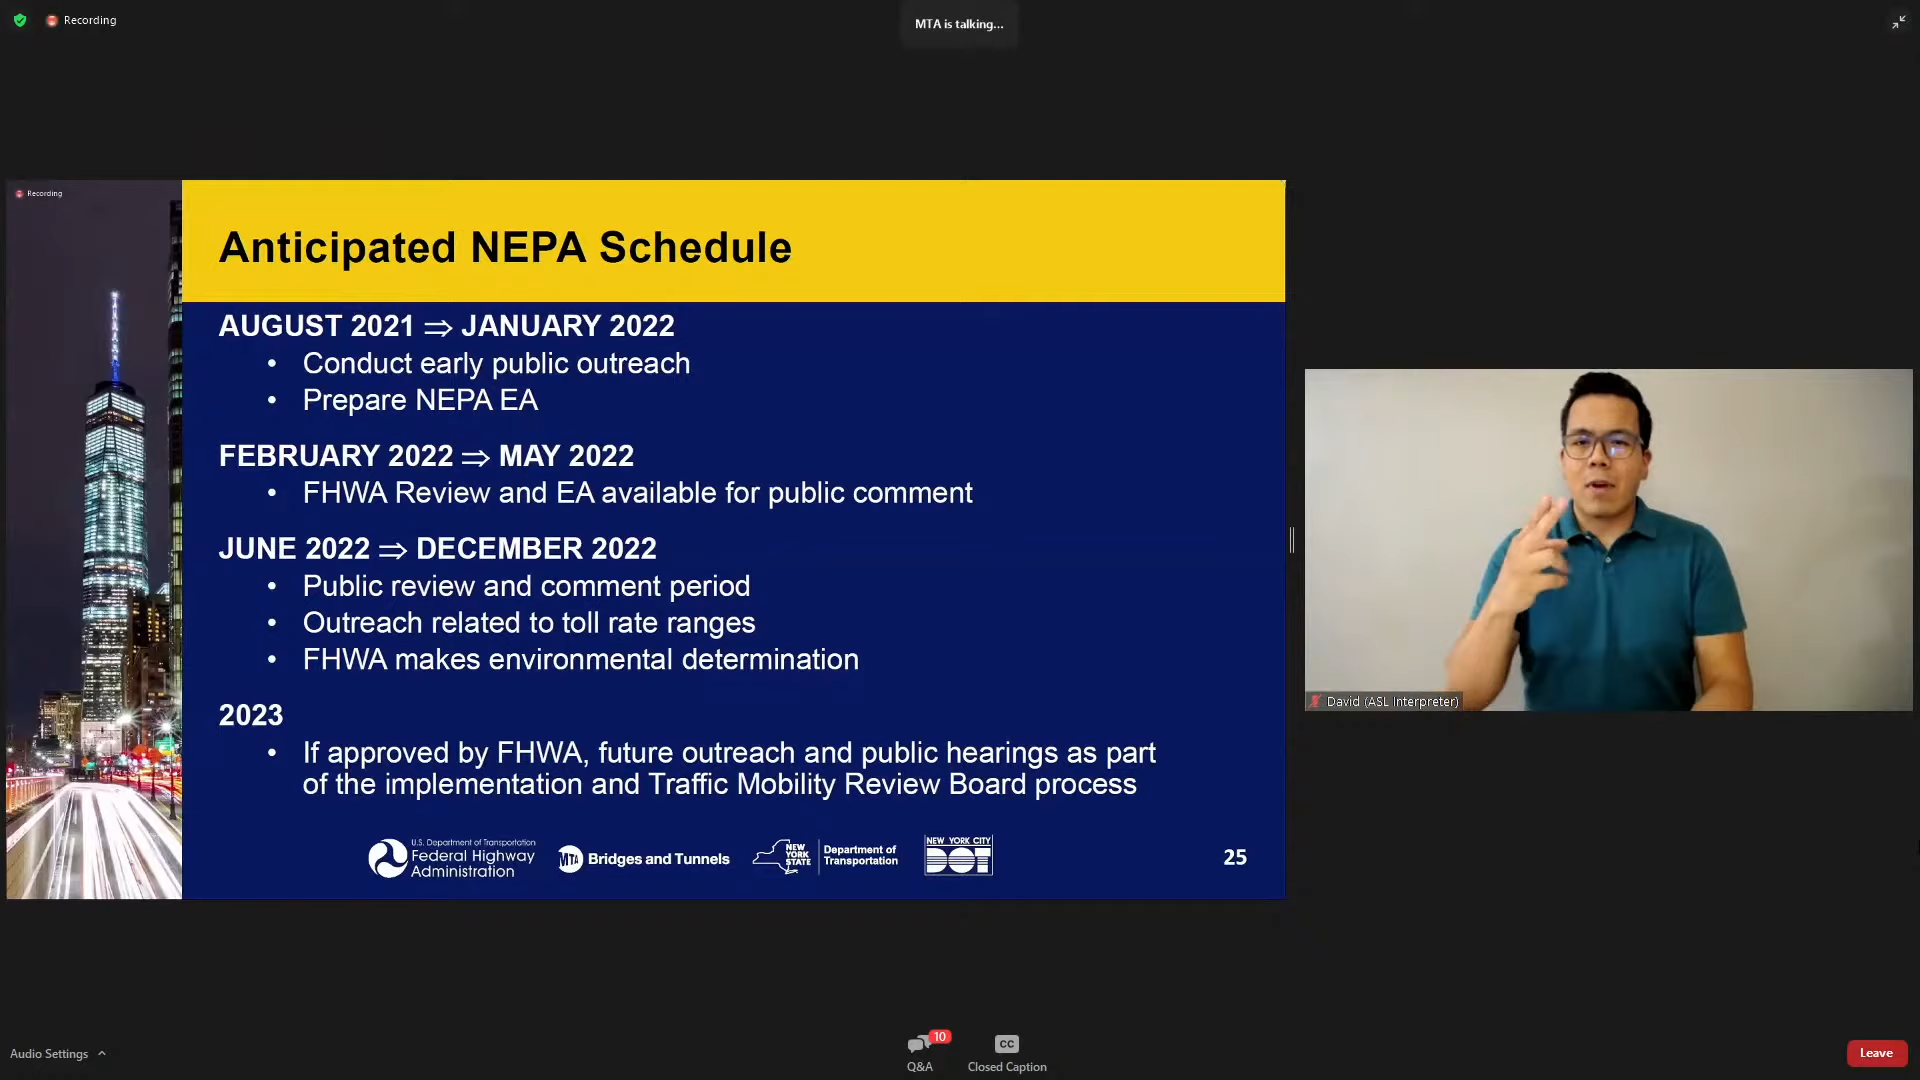 Recording
MTA is talking...
Recording
Anticipated NEPA Schedule
AUGUST 2021 ⇒ JANUARY 2022
• Conduct early public outreach
• Prepare NEPA EA
FEBRUARY 2022 ⇒ MAY 2022
• FHWA Review and EA available for public comment
JUNE 2022 ⇒ DECEMBER 2022
• Public review and comment period
• Outreach related to toll rate ranges
• FHWA makes environmental determination
2023
• If approved by FHWA, future outreach and public hearings as part
of the implementation and Traffic Mobility Review Board process
U.S. Department of Transportation
Federal Highway
Administration
MTA Bridges and Tunnels
NEW
YORK
STATE
Department of
Transportation
NEW YORK CITY
DOT
25
David (ASL Interpreter)
Audio Settings
10
Q&A
CC
Closed Caption
Leave